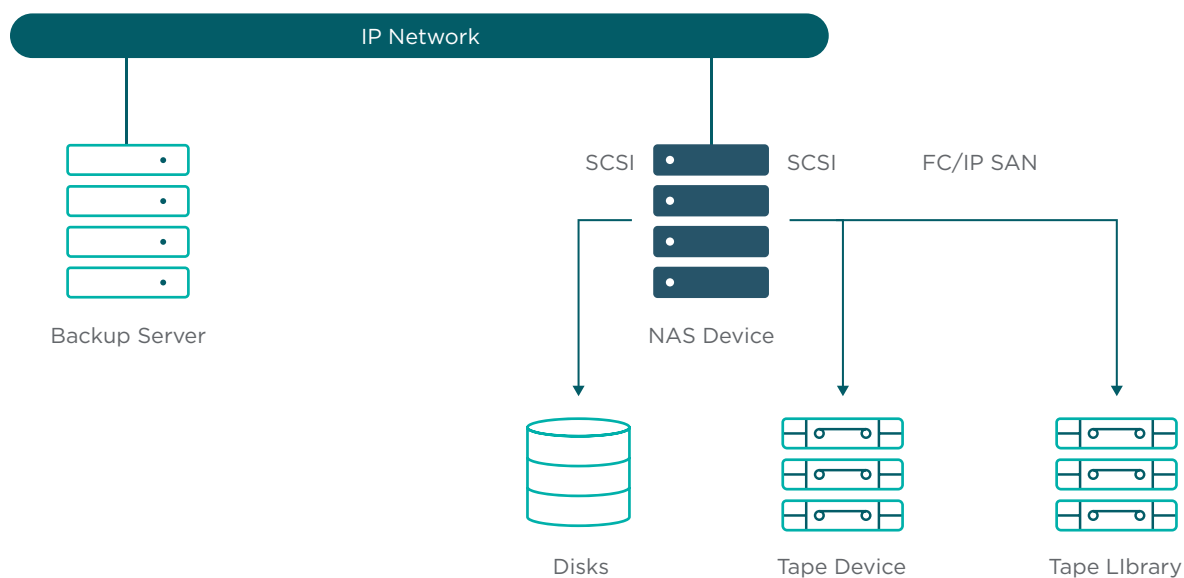 IP Network
SCSI
SCSI
FC/IP SAN
Backup Server
NAS Device
Disks
Tape Device
Tape LIbrary